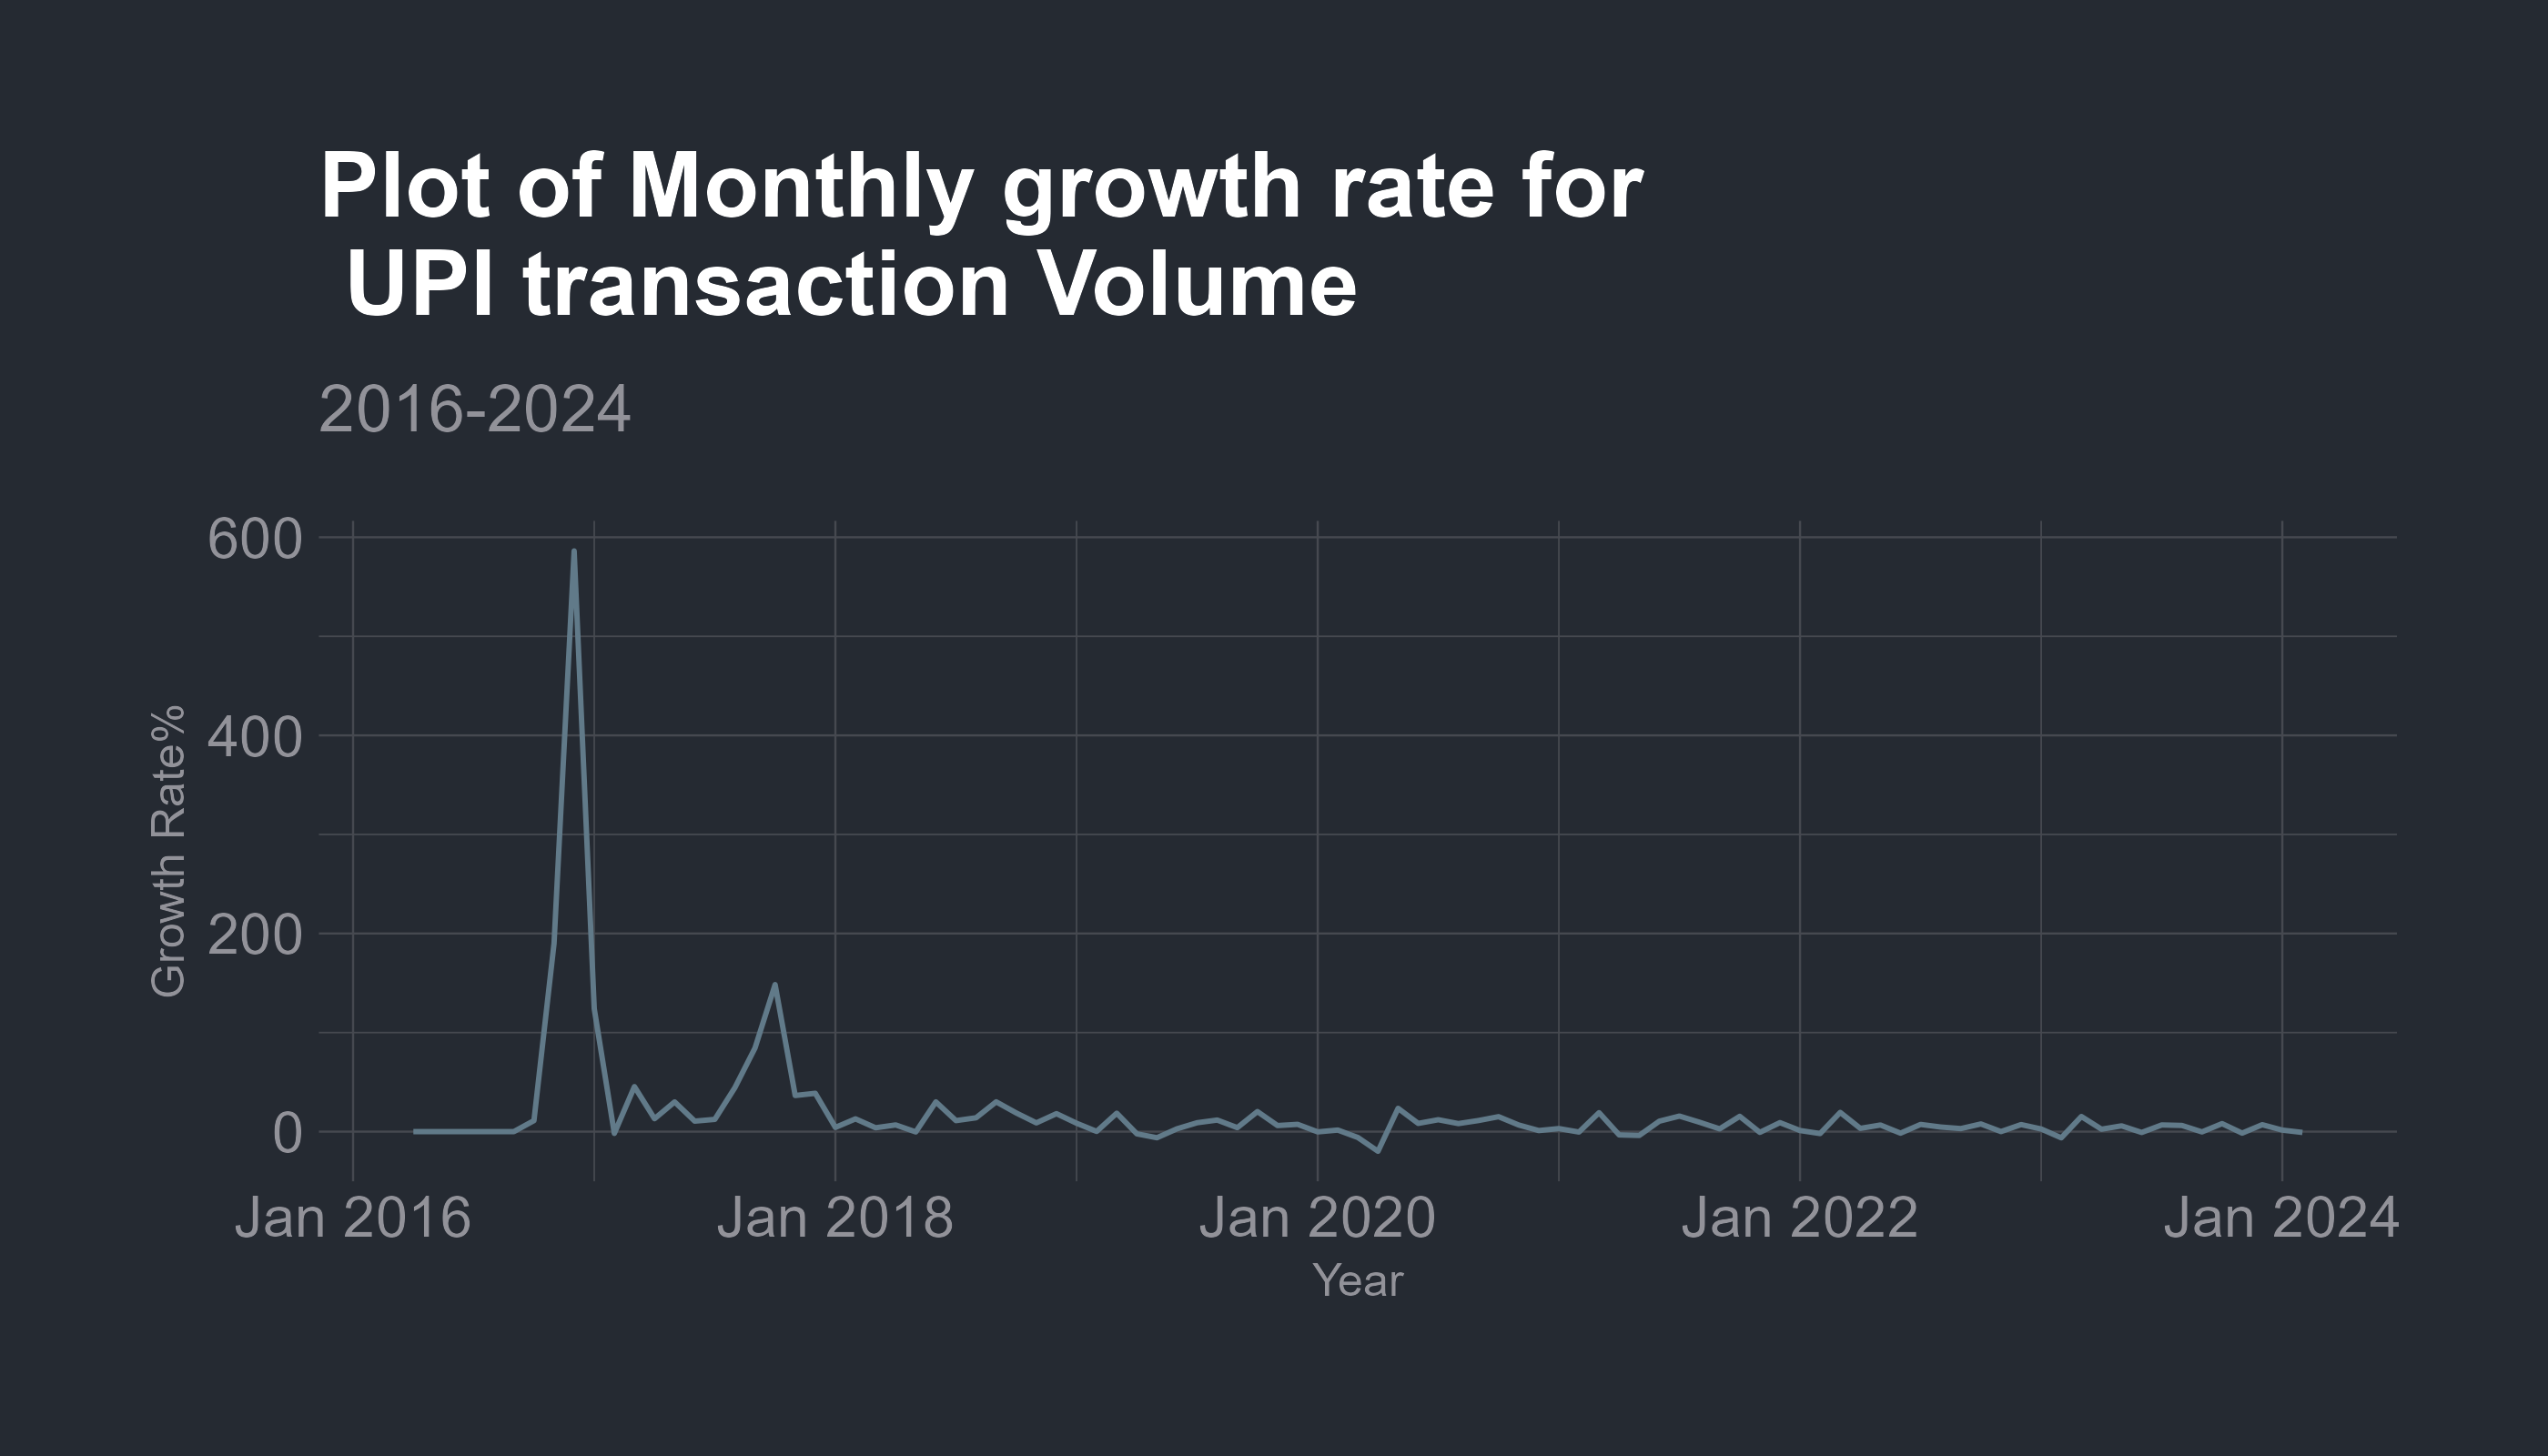 Plot of Monthly growth rate for
UPI transaction Volume
2016-2024
600
400
200
0
Growth Rate%
Jan 2016 Jan 2018 Jan 2020 Jan 2022 Jan 2024
Year